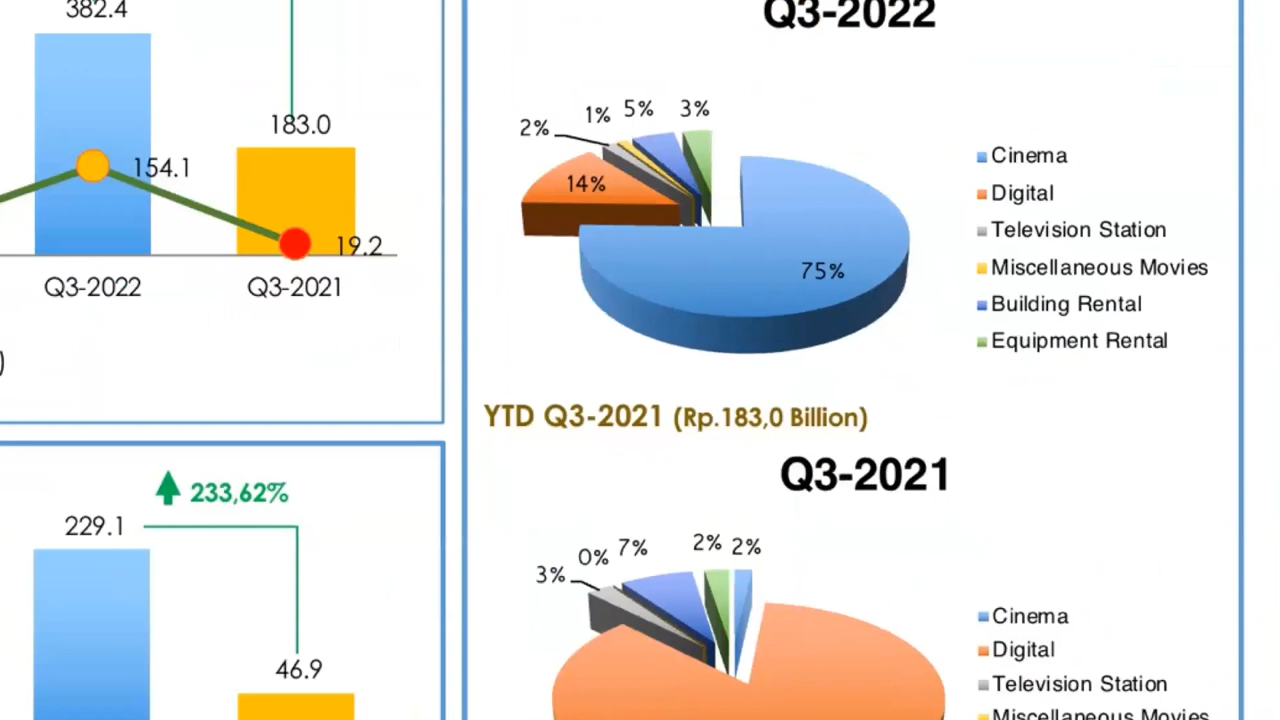 382.4
183.0
154.1
19.2
Q3-2022
Q3-2021
)
233,62%
229.1
46.9
Q3-2022
2%
1%
5%
3%
14%
75%
Cinema
Digital
Television Station
Miscellaneous Movies
Building Rental
Equipment Rental
YTD Q3-2021 (Rp.183,0 Billion)
Q3-2021
3%
0%
7%
2%
2%
Cinema
Digital
Television Station
Miscellaneous Movies